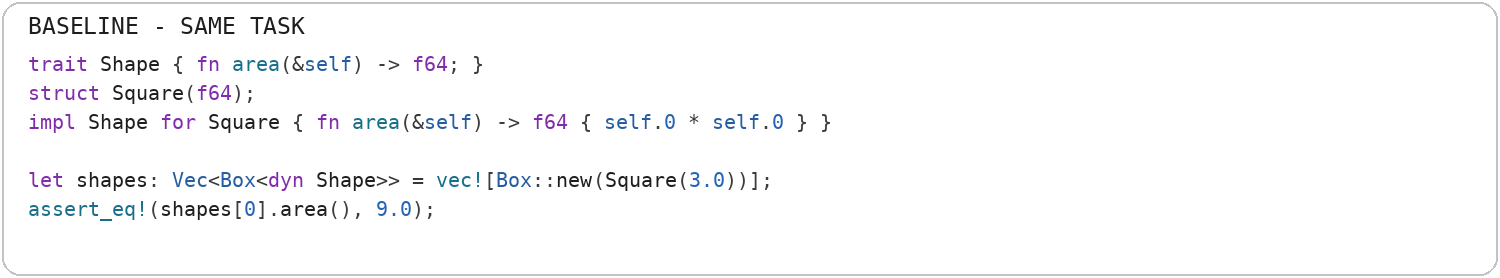 BASELINE - SAME TASK
trait Shape { fn area(&self) -> f64; }
struct Square(f64);
impl Shape for Square { fn area(&self) -> f64 { self.0 * self.0 } }
let shapes: Vec<Box<dyn Shape>> = vec![Box::new(Square(3.0))];
assert_eq!(shapes[0].area(), 9.0);